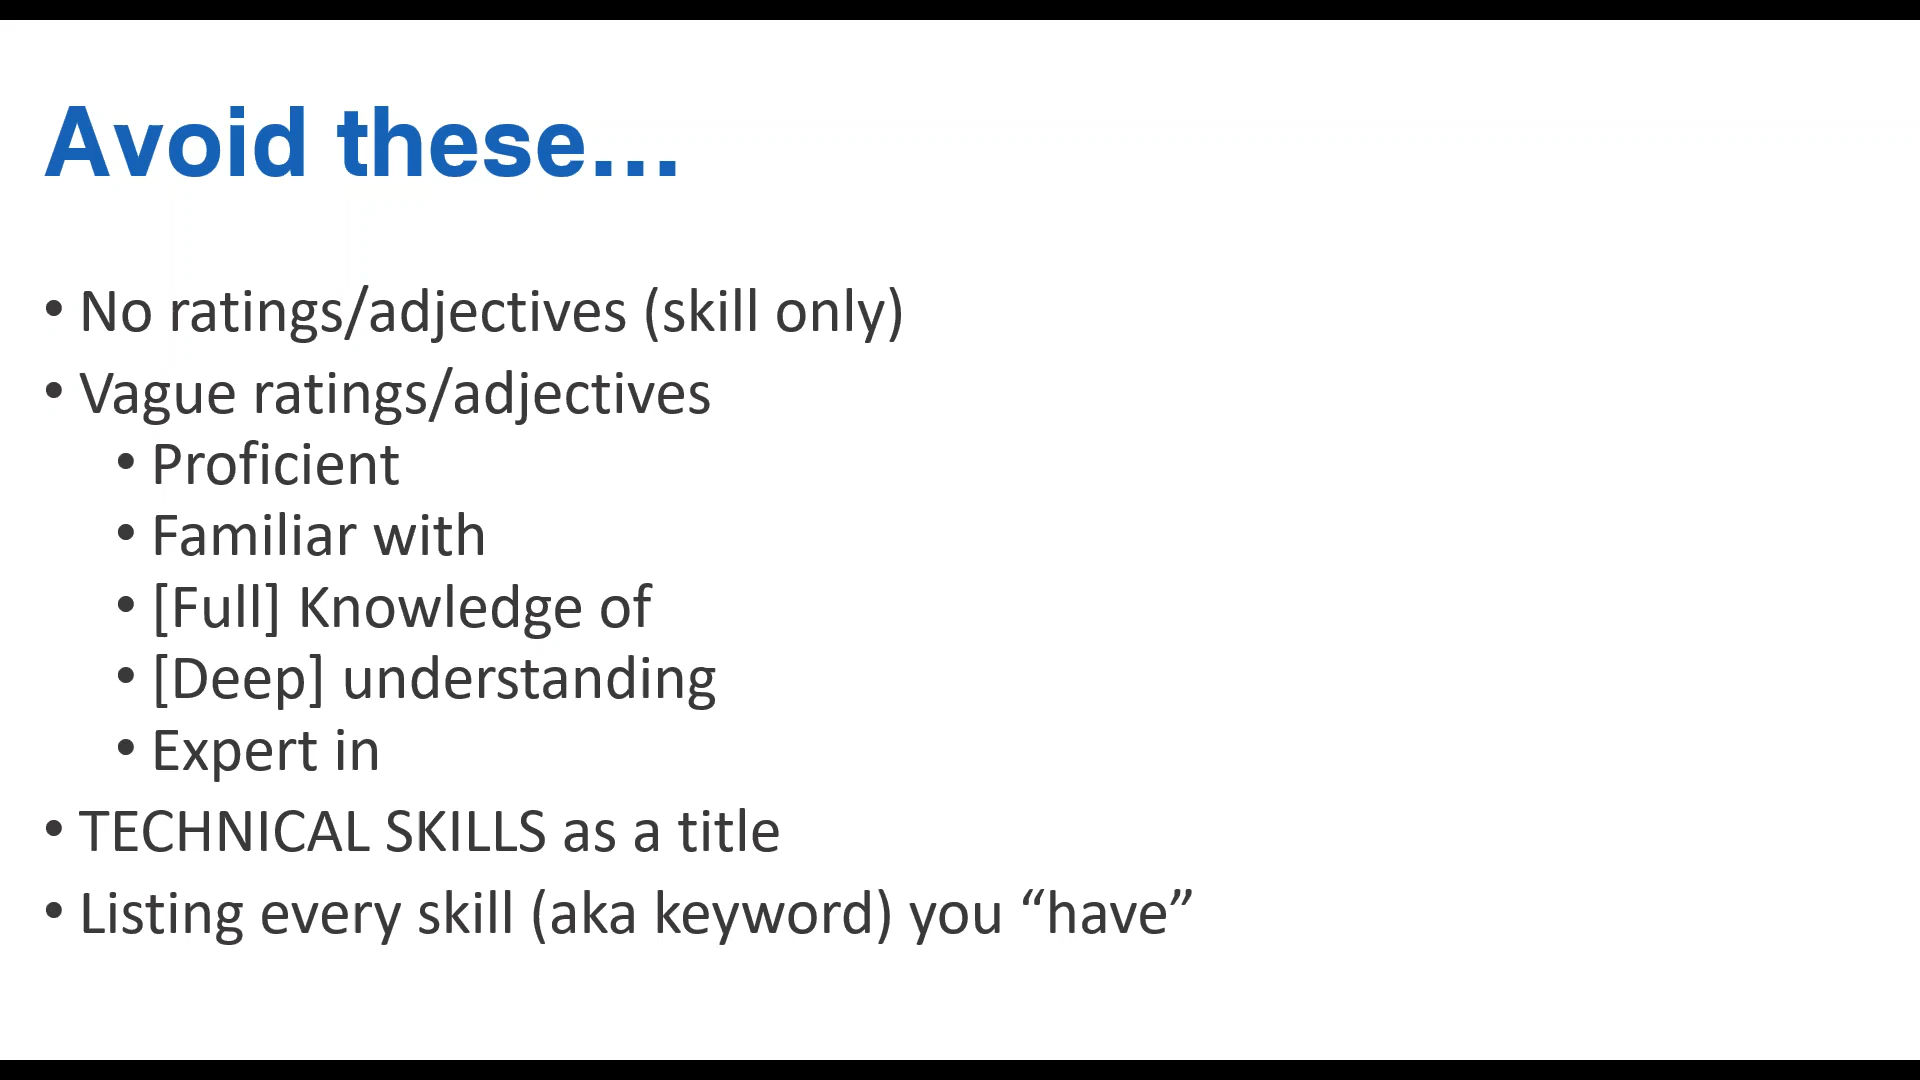 Avoid these...
• No ratings/adjectives (skill only)
• Vague ratings/adjectives
• Proficient
• Familiar with
• [Full] Knowledge of
• [Deep] understanding
• Expert in
• TECHNICAL SKILLS as a title
• Listing every skill (aka keyword) you “have”